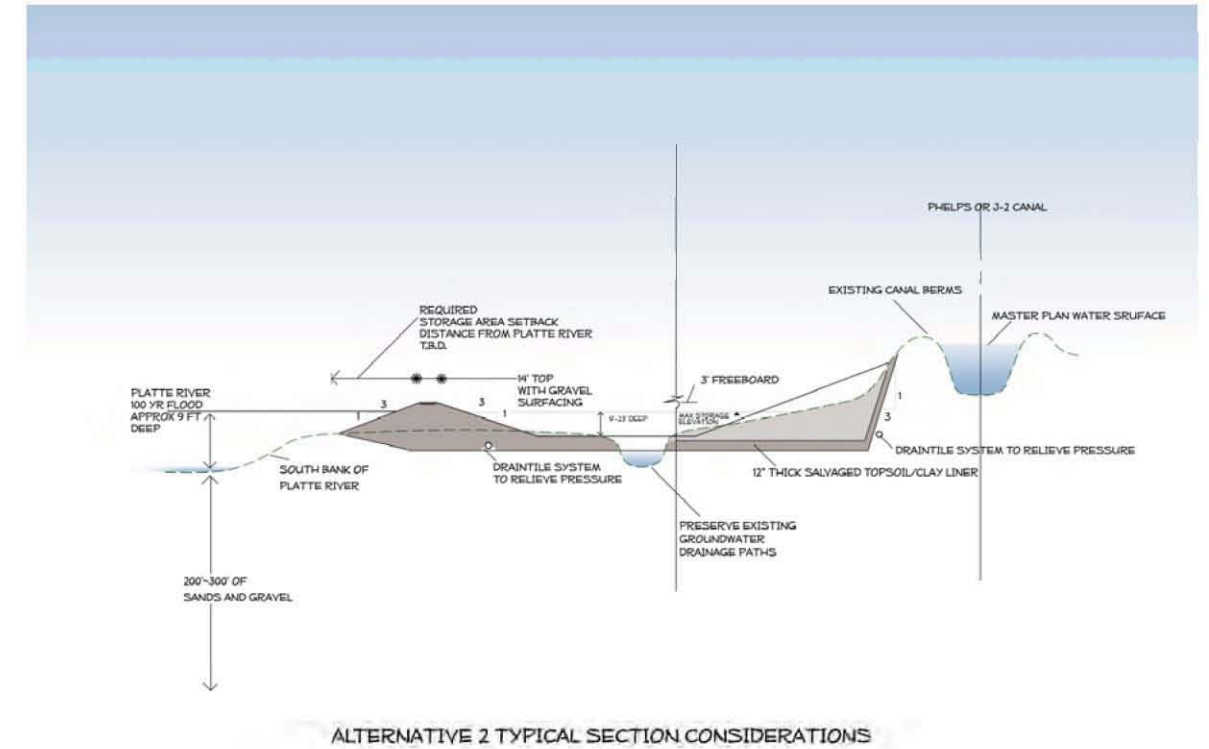 PHELPS OR J-2 CANAL
EXISTING CANAL BERMS
MASTER PLAN WATER SRUFACE
REQUIRED
STORAGE AREA SETBACK
DISTANCE FROM PLATTE RIVER
T.B.D.
14' TOP
WITH GRAVEL
SURFACING
3' FREEBOARD
PLATTE RIVER
100 YR FLOOD
APPROX 9 FT
DEEP
3
1
3
1
9'-23' DEEP
MAX STORAGE
ELEVATION
1
3
SOUTH BANK OF
PLATTE RIVER
DRAINTILE SYSTEM
TO RELIEVE PRESSURE
DRAINTILE SYSTEM TO RELIEVE PRESSURE
12" THICK SALVAGED TOPSOIL/CLAY LINER
PRESERVE EXISTING
GROUNDWATER
DRAINAGE PATHS
200'~300' OF
SANDS AND GRAVEL
ALTERNATIVE 2 TYPICAL SECTION CONSIDERATIONS